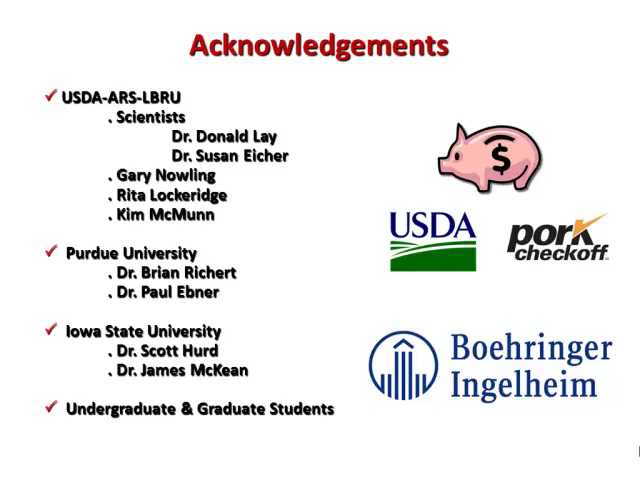 Acknowledgements
✓ USDA-ARS-LBRU
. Scientists
Dr. Donald Lay
Dr. Susan Eicher
. Gary Nowling
. Rita Lockeridge
. Kim McMunn
✓ Purdue University
. Dr. Brian Richert
. Dr. Paul Ebner
✓ Iowa State University
. Dr. Scott Hurd
. Dr. James McKean
✓ Undergraduate & Graduate Students
$
USDA
pork
checkoff
Boehringer
Ingelheim